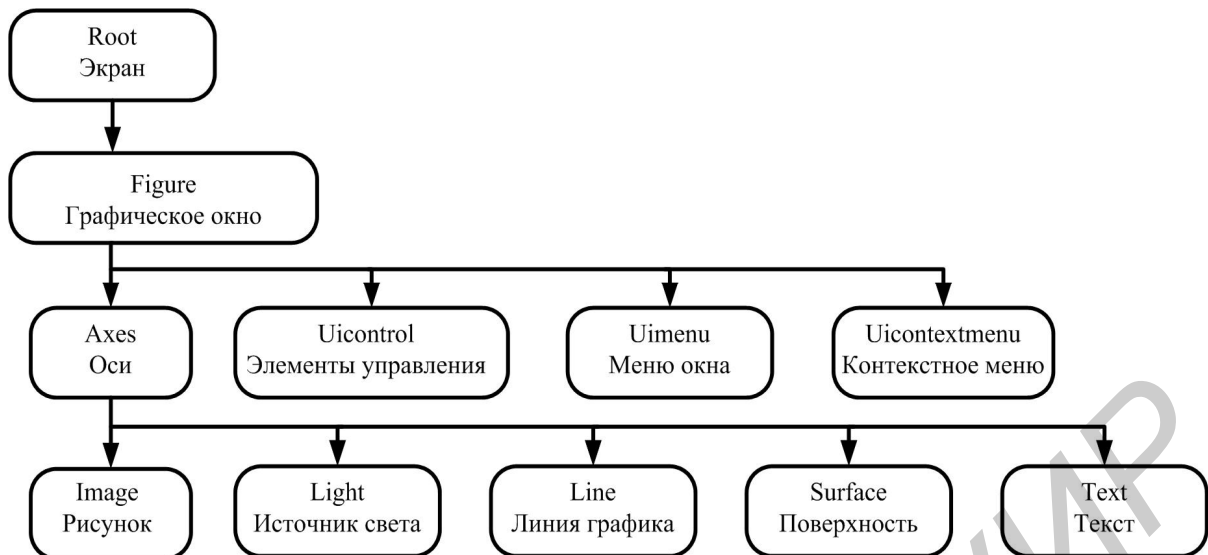 Root
Экран
Figure
Графическое окно
Axes
Оси
Uicontrol
Элементы управления
Uimenu
Меню окна
Uicontextmenu
Контекстное меню
Image
Рисунок
Light
Источник света
Line
Линия графика
Surface
Поверхность
Text
Текст